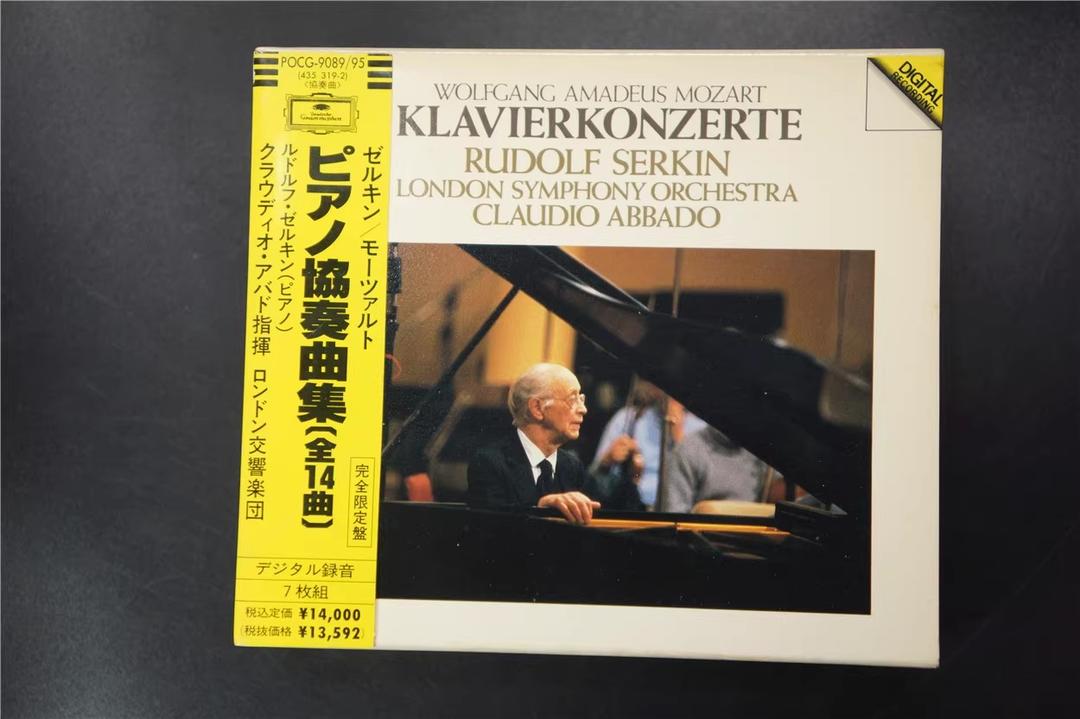 POCG-9089/95
(435 319-2)
〈協奏曲〉
Deutsche
Grammophon
ゼルキン/モーツァルト
ピアノ協奏曲集(全14曲)
完全限定盤
ルドルフ・ゼルキン(ピアノ)
クラウディオ・アバド指揮 ロンドン交響楽団
デジタル録音
7枚組
税込定価 ¥14,000
(税抜価格 ¥13,592)
WOLFGANG AMADEUS MOZART
KLAVIERKONZERTE
RUDOLF SERKIN
LONDON SYMPHONY ORCHESTRA
CLAUDIO ABBADO
DIGITAL
RECORDING